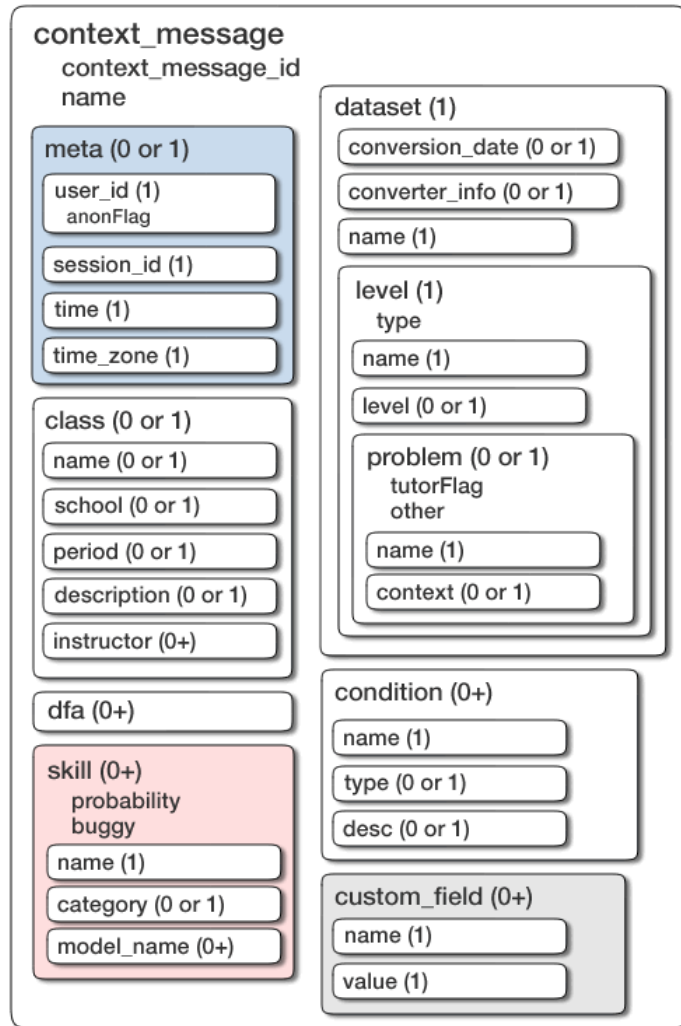 context_message
context_message_id
name
meta (0 or 1)
user_id (1)
anonFlag
session_id (1)
time (1)
time_zone (1)
class (0 or 1)
name (0 or 1)
school (0 or 1)
period (0 or 1)
description (0 or 1)
instructor (0+)
dfa (0+)
skill (0+)
probability
buggy
name (1)
category (0 or 1)
model_name (0+)
dataset (1)
conversion_date (0 or 1)
converter_info (0 or 1)
name (1)
level (1)
type
name (1)
level (0 or 1)
problem (0 or 1)
tutorFlag
other
name (1)
context (0 or 1)
condition (0+)
name (1)
type (0 or 1)
desc (0 or 1)
custom_field (0+)
name (1)
value (1)